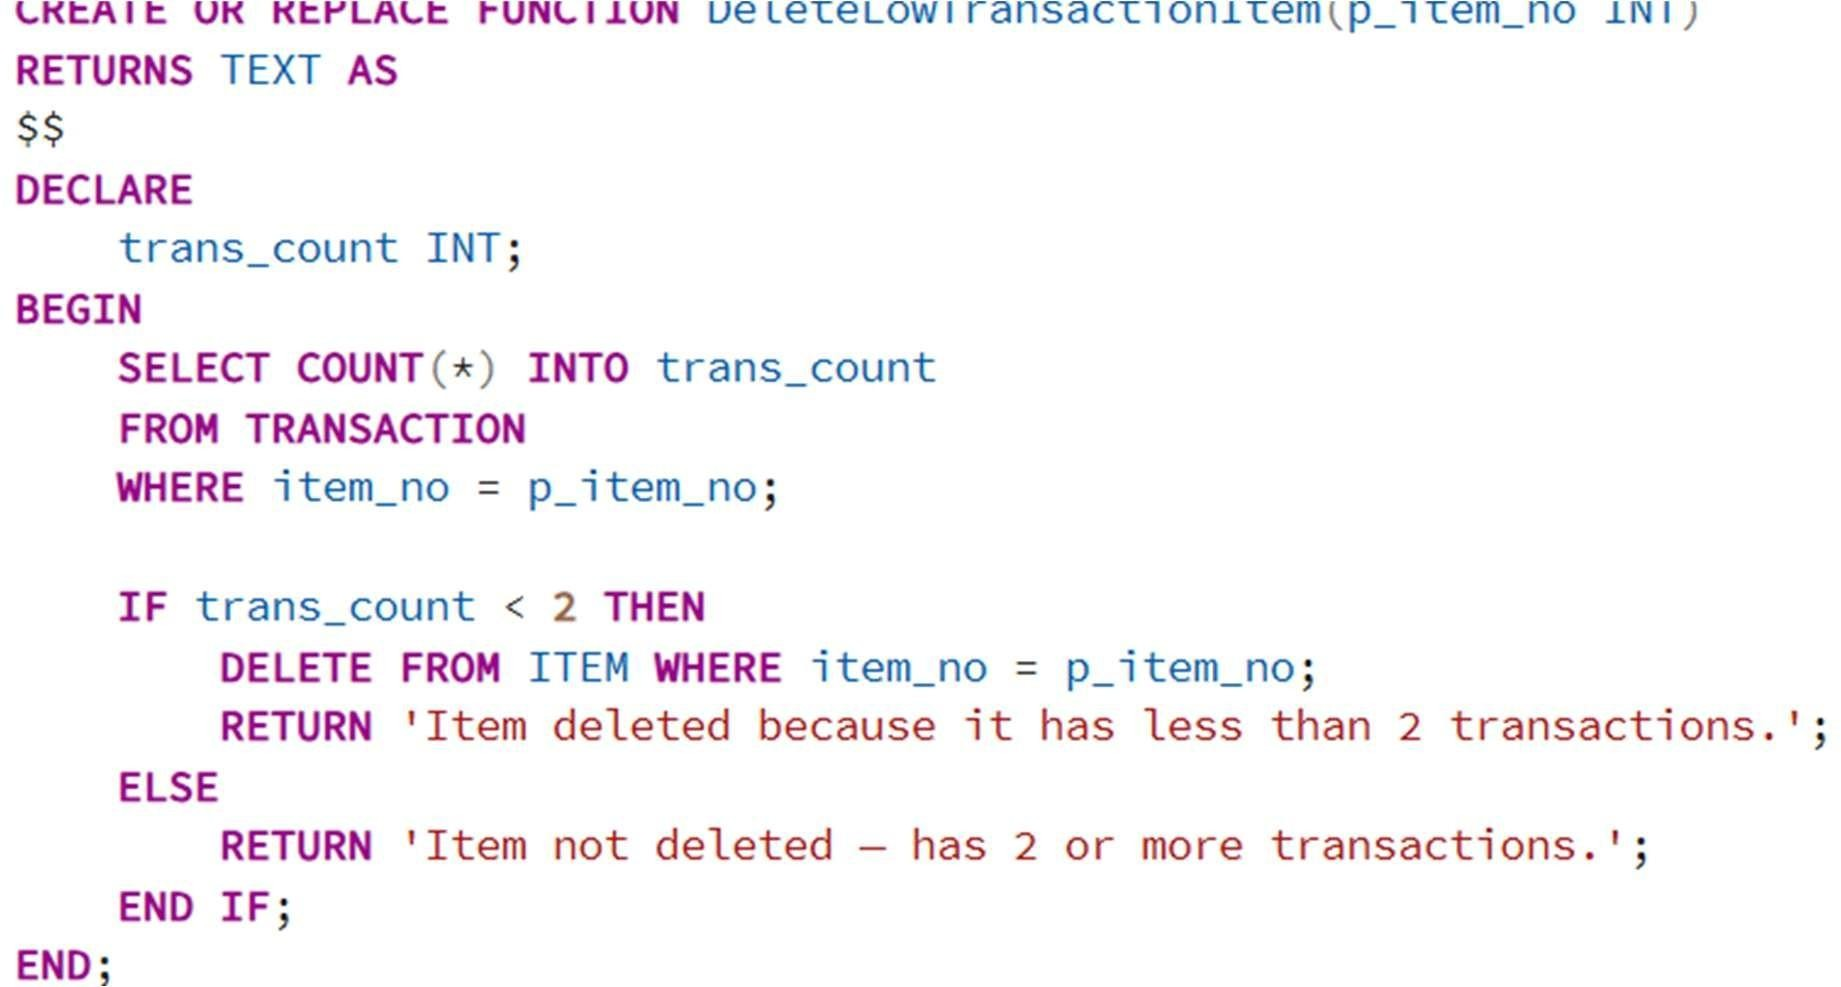 CREATE OR REPLACE FUNCTION DeleteLowTransactionItem(p_item_no INT)
RETURNS TEXT AS
$$
DECLARE
    trans_count INT;
BEGIN
    SELECT COUNT(*) INTO trans_count
    FROM TRANSACTION
    WHERE item_no = p_item_no;

    IF trans_count < 2 THEN
        DELETE FROM ITEM WHERE item_no = p_item_no;
        RETURN 'Item deleted because it has less than 2 transactions.';
    ELSE
        RETURN 'Item not deleted — has 2 or more transactions.';
    END IF;
END;